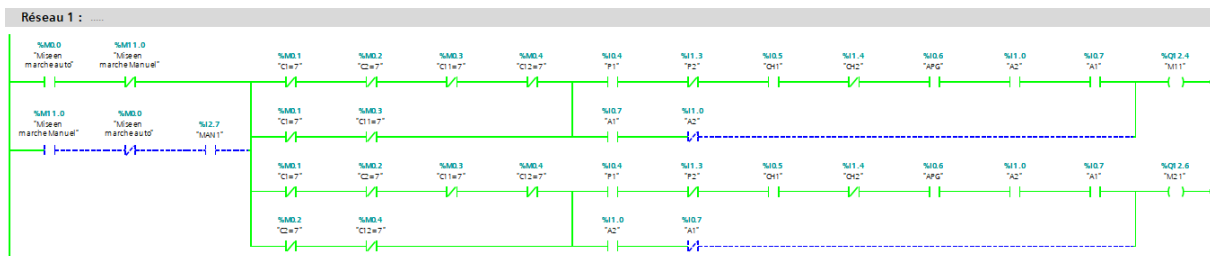 Réseau 1 : .....
%M0.0 %M11.0
"Mise en "Mise en %M0.1 %M0.2 %M0.3 %M0.4 %I0.4 %I1.3 %I0.5 %I1.4 %I0.6 %I1.0 %I0.7 %Q12.4
marche auto" marche Manuel" "C1=7" "C2=7" "C11=7" "C12=7" "P1" "P2" "CH1" "CH2" "APG" "A2" "A1" "M11"
%M0.1 %M0.3 %I0.7 %I1.0
%M11.0 %M0.0 "C1=7" "C11=7" "A1" "A2"
"Mise en "Mise en %I2.7
marche Manuel" marche auto" "MAN1"
%M0.1 %M0.2 %M0.3 %M0.4 %I0.4 %I1.3 %I0.5 %I1.4 %I0.6 %I1.0 %I0.7 %Q12.6
"C1=7" "C2=7" "C11=7" "C12=7" "P1" "P2" "CH1" "CH2" "APG" "A2" "A1" "M21"
%M0.2 %M0.4 %I1.0 %I0.7
"C2=7" "C12=7" "A2" "A1"